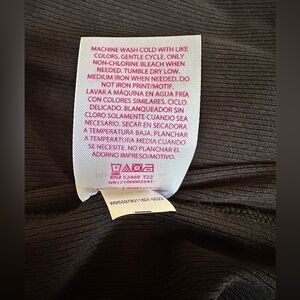 MACHINE WASH COLD WITH LIKE
COLORS. GENTLE CYCLE. ONLY
NON-CHLORINE BLEACH WHEN
NEEDED. TUMBLE DRY LOW.
MEDIUM IRON WHEN NEEDED. DO
NOT IRON PRINT/MOTIF.
LAVAR A MÁQUINA EN AGUA FRÍA
CON COLORES SIMILARES. CICLO
DELICADO. BLANQUEADOR SIN
CLORO SOLAMENTE CUANDO SEA
NECESARIO. SECAR EN SECADORA
A TEMPERATURA BAJA. PLANCHAR
A TEMPERATURA MEDIA CUANDO
SE NECESITE. NO PLANCHAR EL
ADORNO IMPRESO/MOTIVO.
RN# 52469 T22